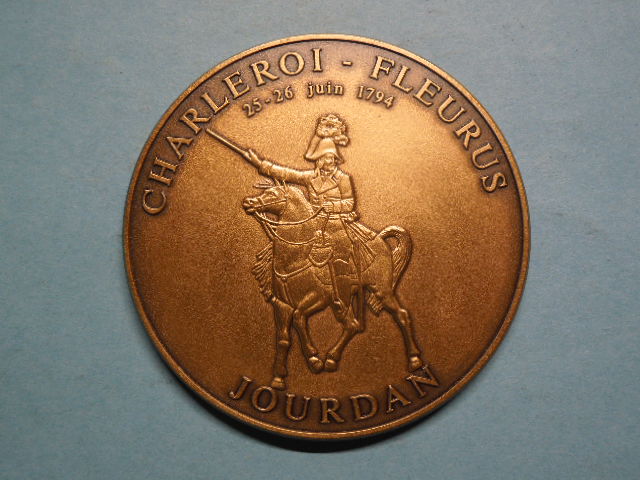 CHARLEROI - FLEURUS
25-26 juin 1794
JOURDAN